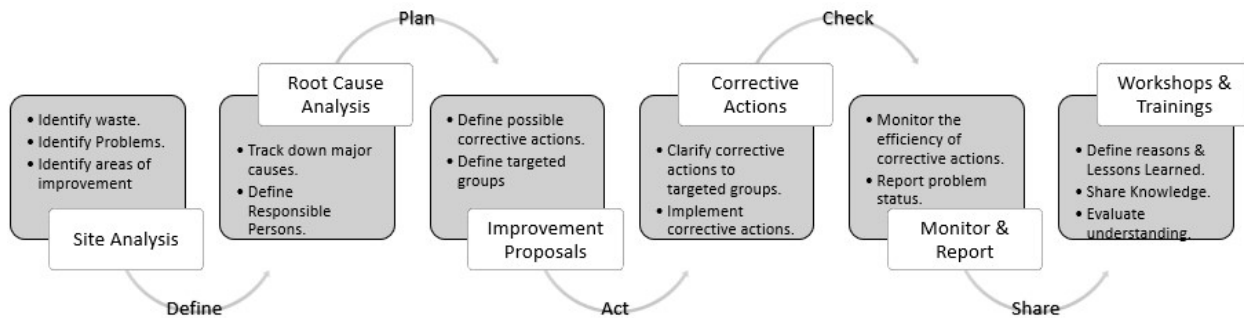 Plan
Check
Root Cause
Analysis
Corrective
Actions
Workshops &
Trainings
• Identify waste.
• Identify Problems.
• Identify areas of
improvement
Site Analysis
• Track down major
causes.
• Define
Responsible
Persons.
• Define possible
corrective actions.
• Define targeted
groups
Improvement
Proposals
• Clarify corrective
actions to
targeted groups.
• Implement
corrective actions.
• Monitor the
efficiency of
corrective actions.
• Report problem
status.
Monitor &
Report
• Define reasons &
Lessons Learned.
• Share Knowledge.
• Evaluate
understanding.
Define
Act
Share